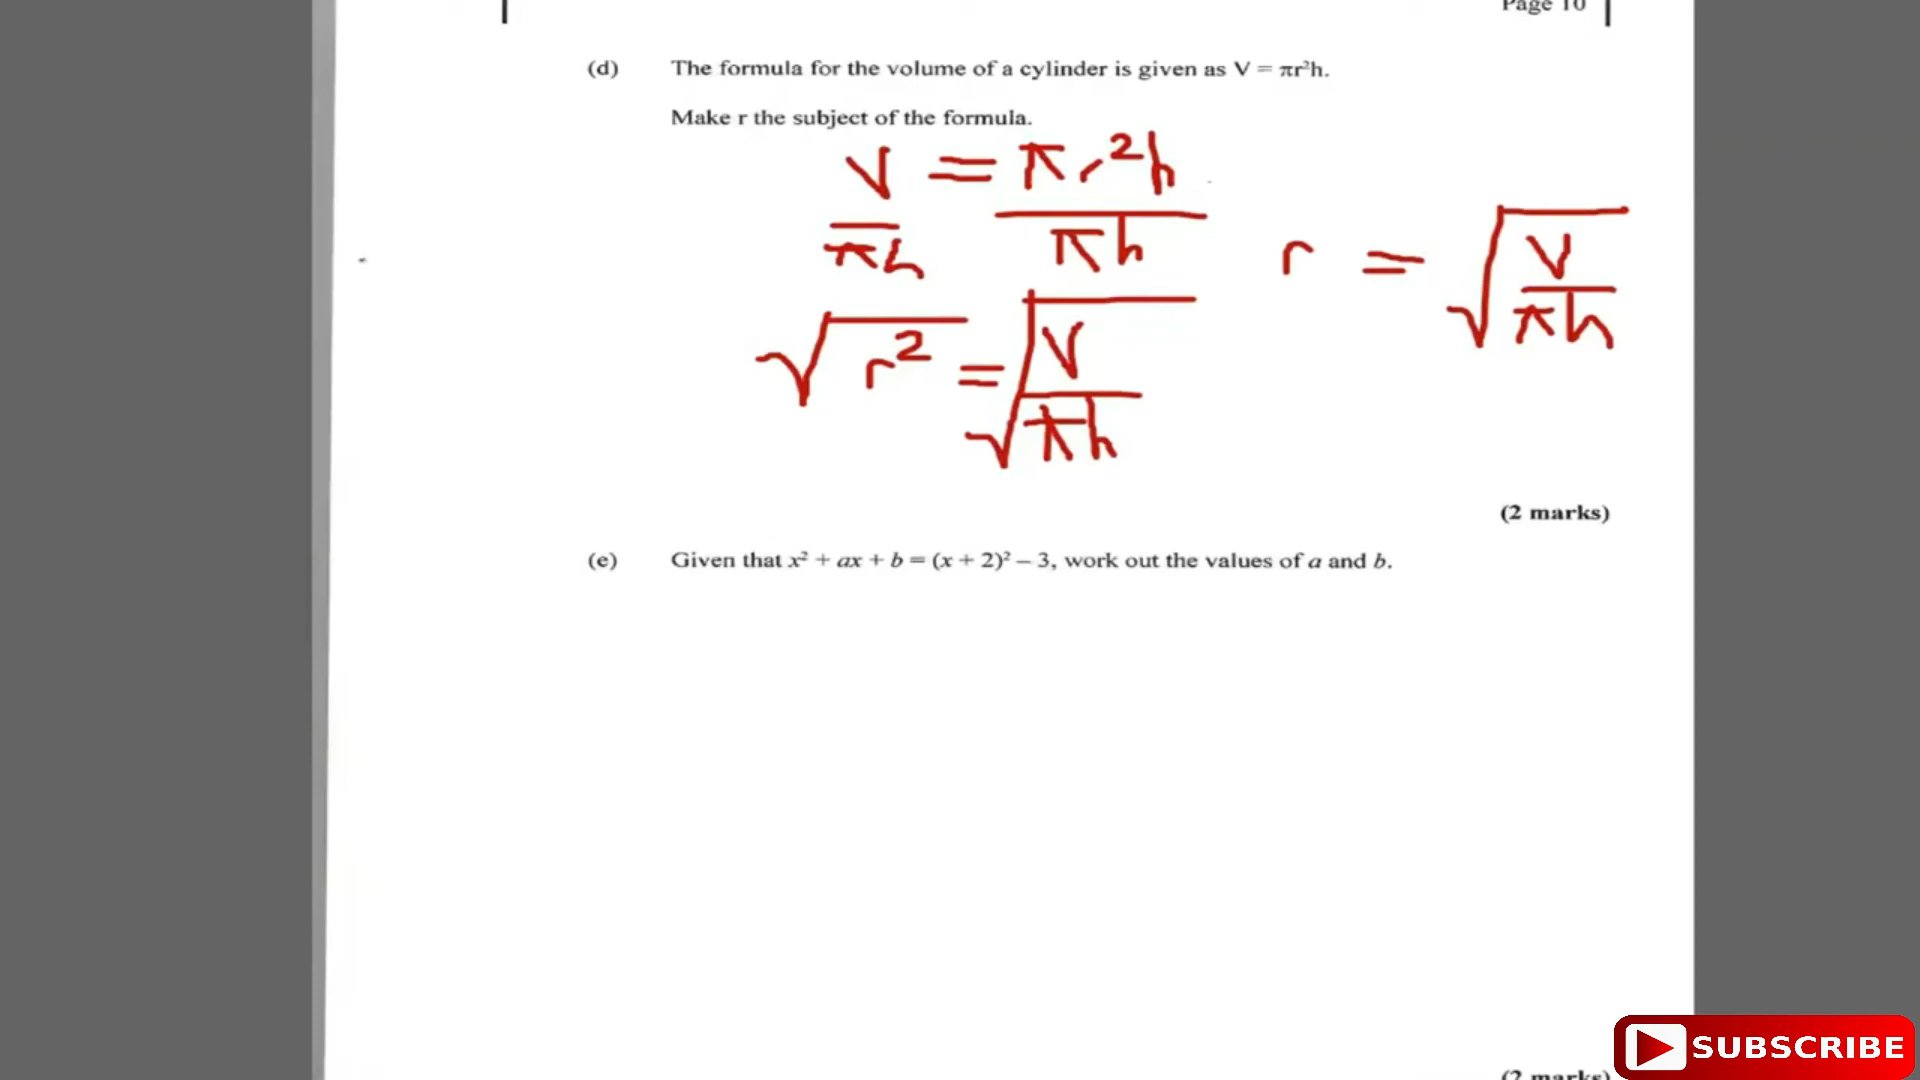 Page 10
(d) The formula for the volume of a cylinder is given as V = πr²h.
Make r the subject of the formula.
V = πr²h
πh πh
r = √V/πh
√r² = √V/πh
(2 marks)
(e) Given that x² + ax + b = (x + 2)² – 3, work out the values of a and b.
SUBSCRIBE
(2 marks)